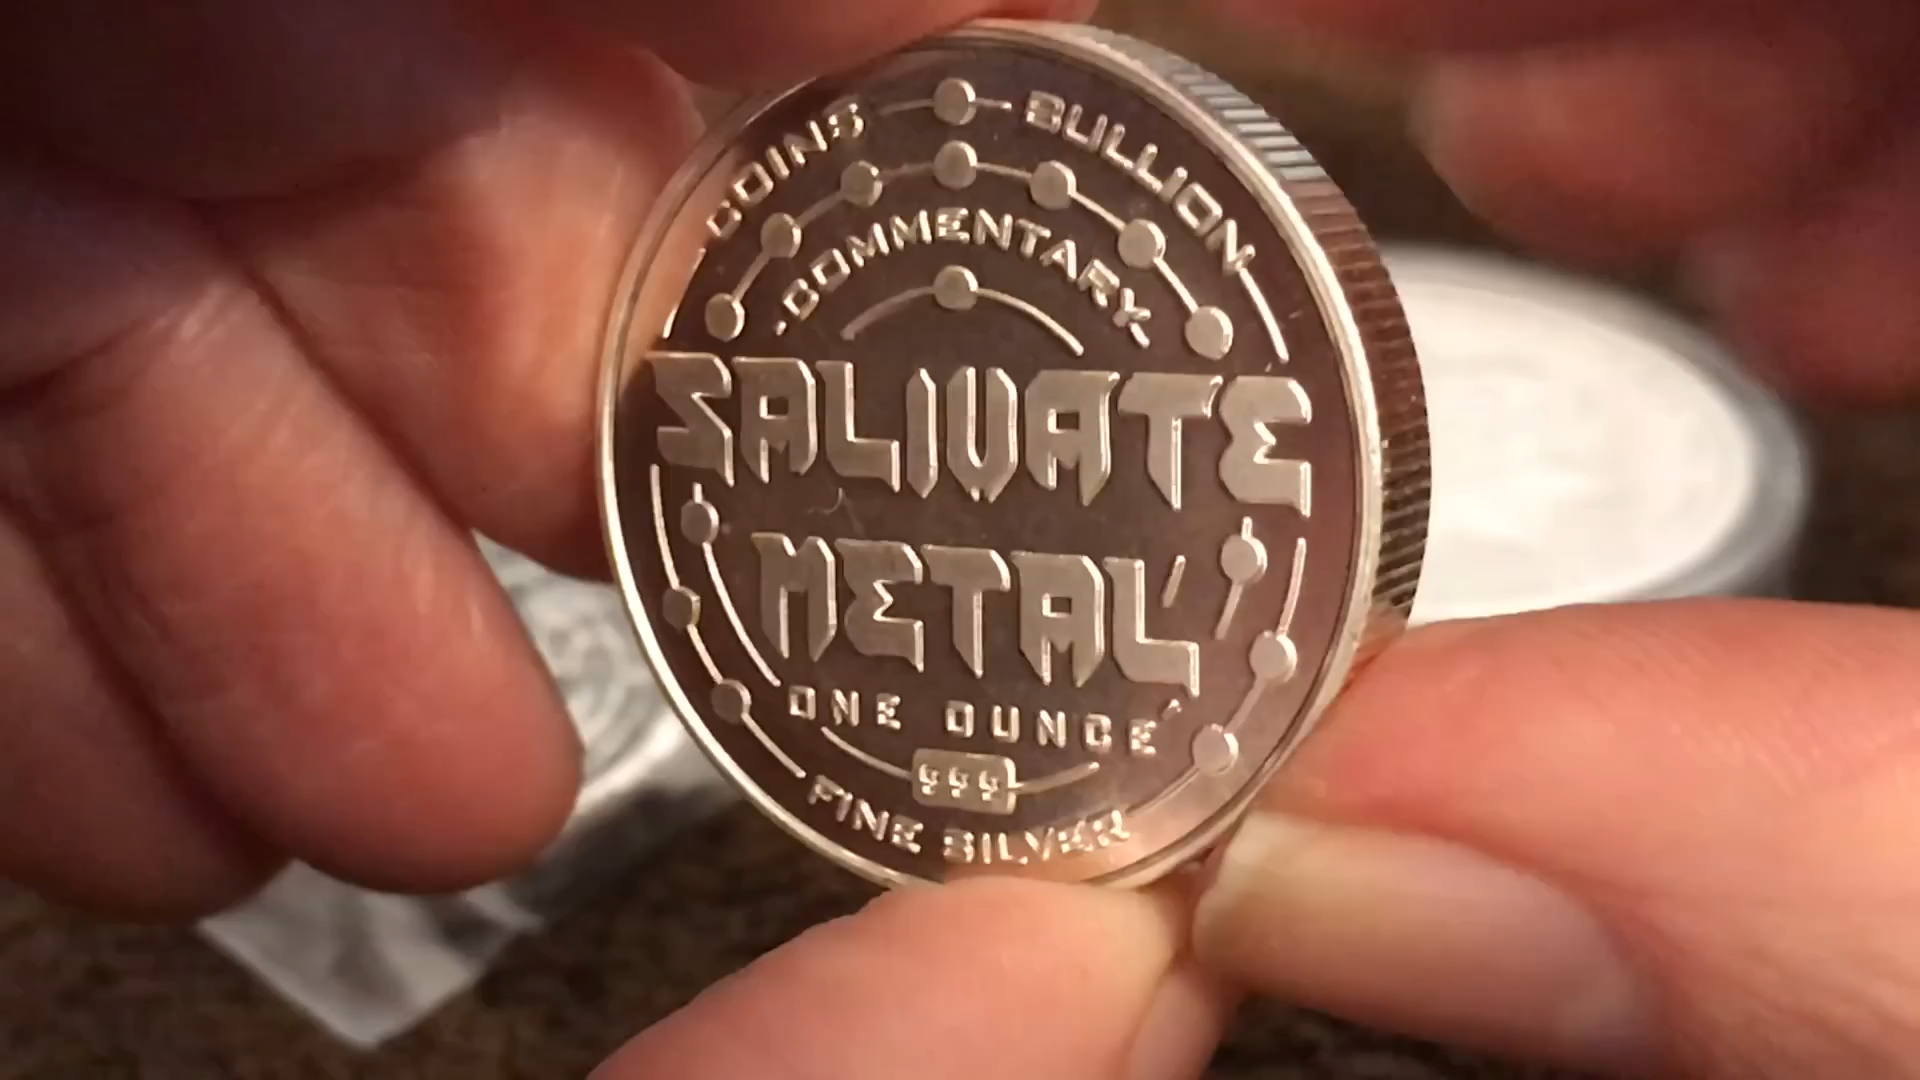 COINS BULLION
COMMENTARY
SALIVATE
METAL
ONE OUNCE
999
FINE SILVER